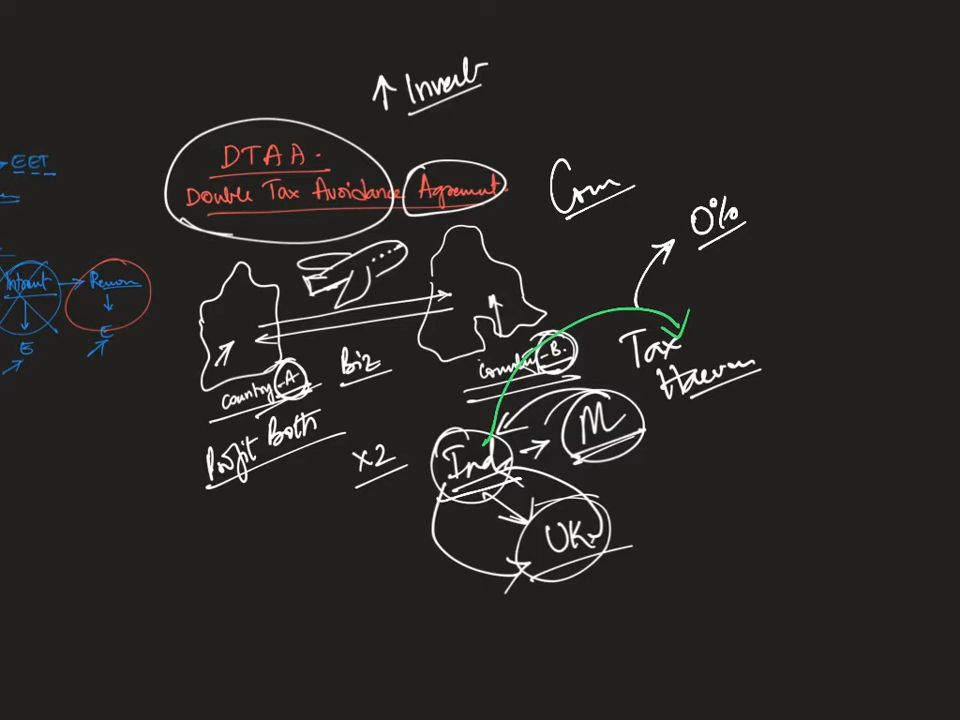 ↑ Invest
→ EET
DTAA.
Double Tax Avoidance Agreement.
Com
0%
E
E
Biz
Tax
Haven
Country - A
Country - B.
Profit Both
x2
Ind
M
UK